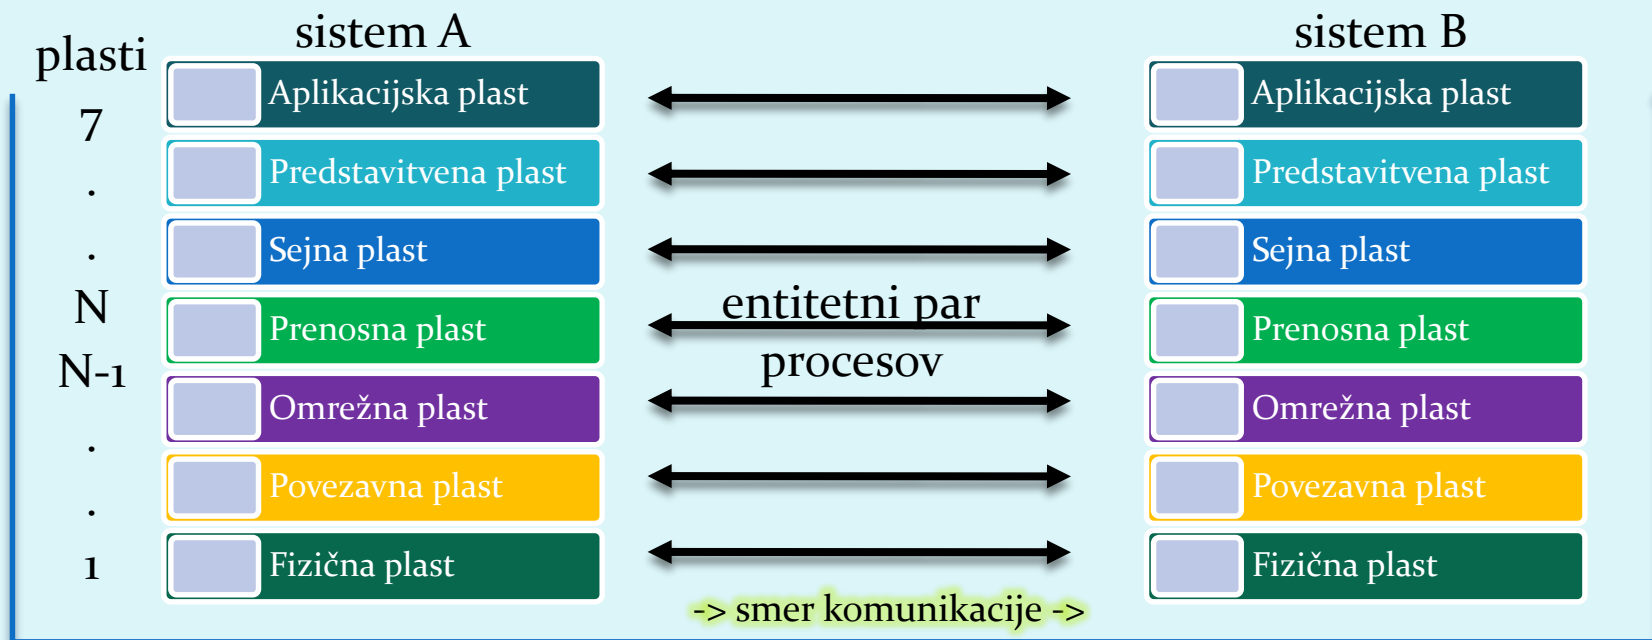 plasti
7
.
.
N
N-1
.
.
1
sistem A
Aplikacijska plast
Predstavitvena plast
Sejna plast
Prenosna plast
Omrežna plast
Povezavna plast
Fizična plast
entitetni par
procesov
-> smer komunikacije ->
sistem B
Aplikacijska plast
Predstavitvena plast
Sejna plast
Prenosna plast
Omrežna plast
Povezavna plast
Fizična plast